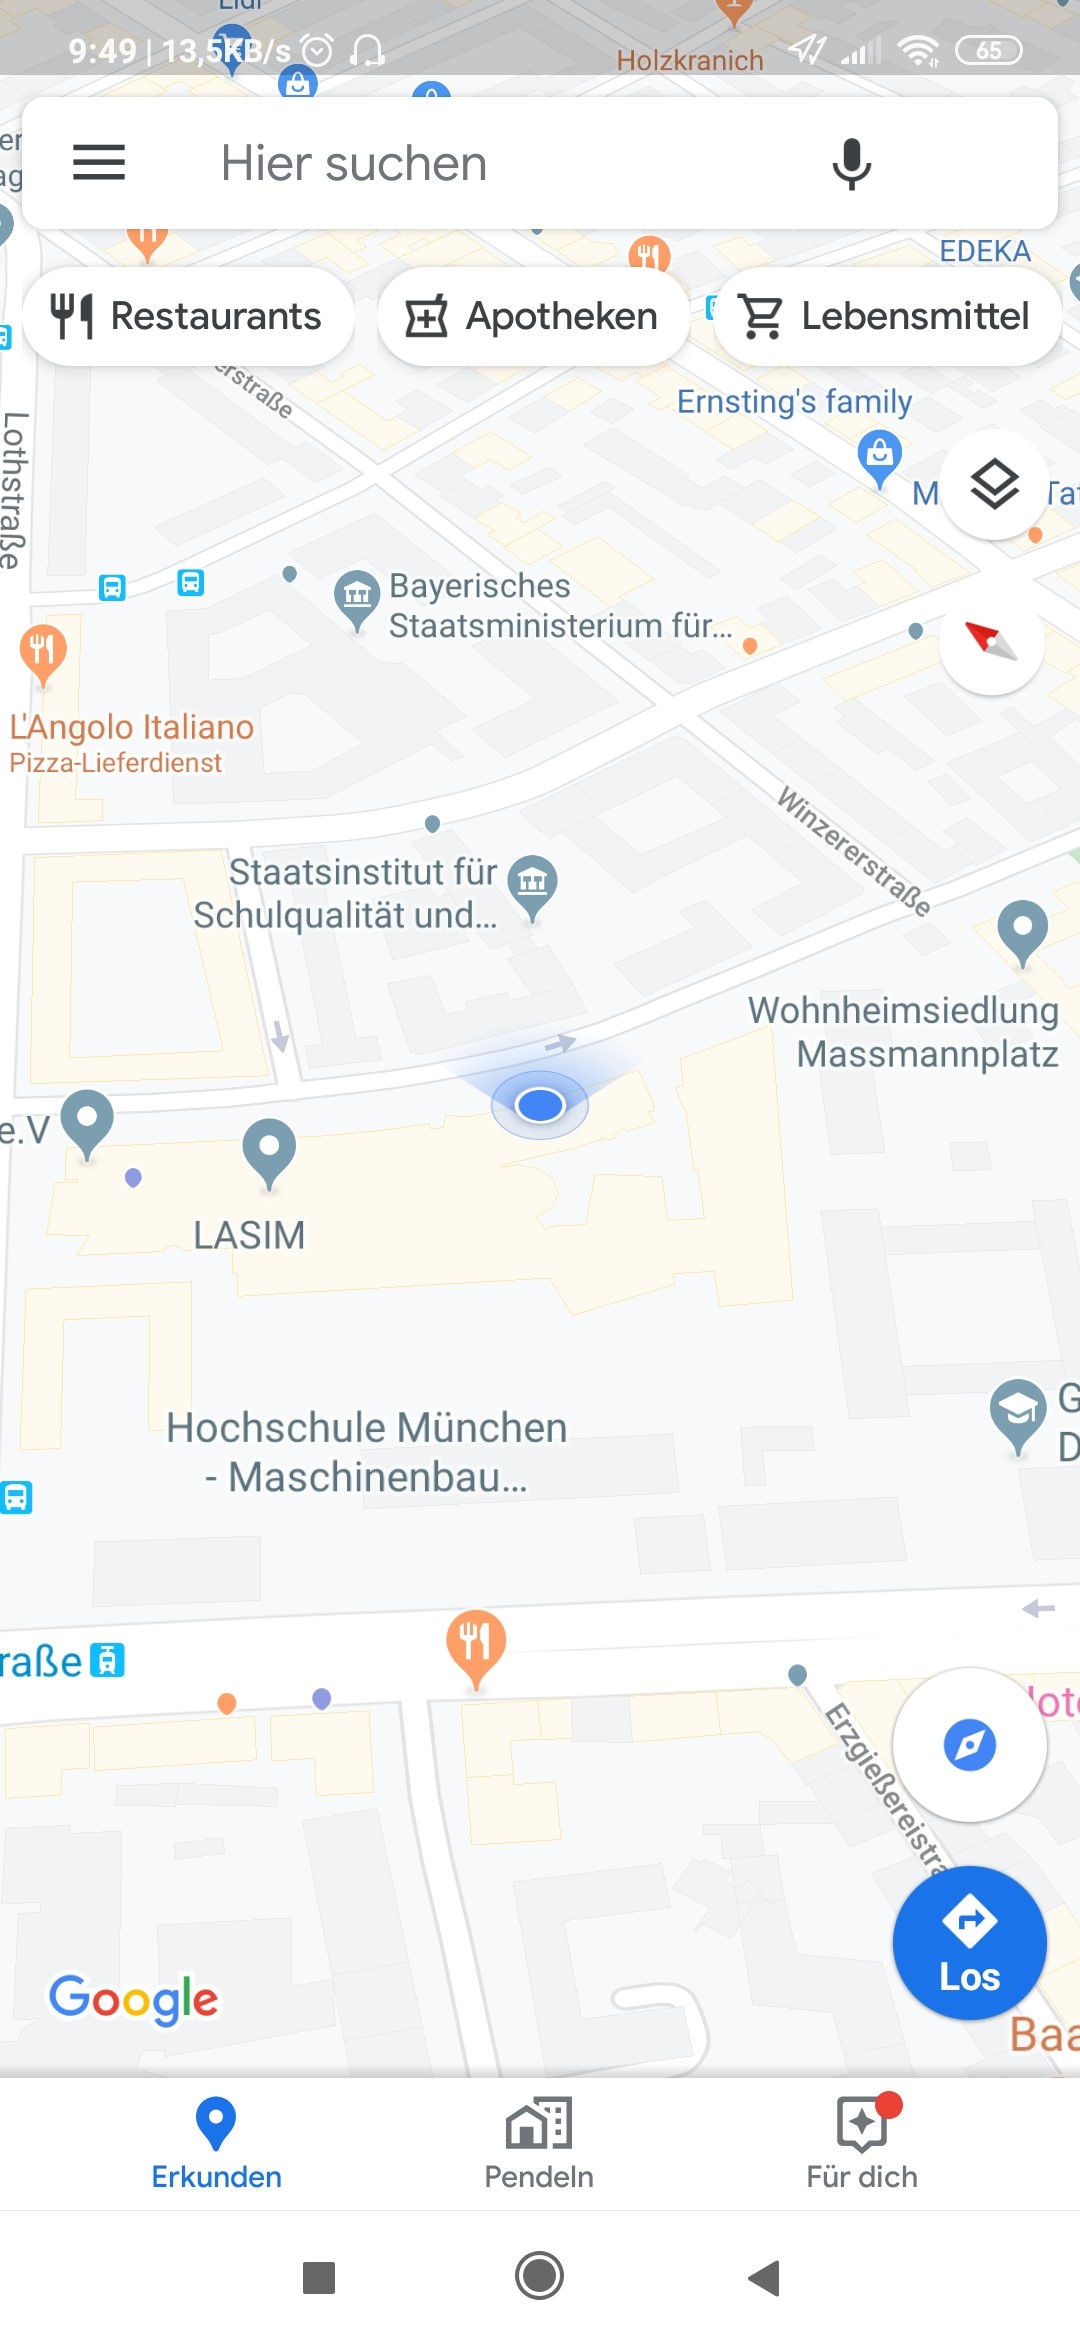 Lidl
9:49 | 13,5KB/s
65
Holzkranich
Hier suchen
EDEKA
Restaurants
Apotheken
Lebensmittel
Ernsting's family
Lothstraße
Bayerisches
Staatsministerium für...
L'Angolo Italiano
Pizza-Lieferdienst
Winzererstraße
Staatsinstitut für
Schulqualität und...
Wohnheimsiedlung
Massmannplatz
e.V
LASIM
Hochschule München
- Maschinenbau...
raße
Erzgießereistra
Los
Google
Baa
Erkunden
Pendeln
Für dich